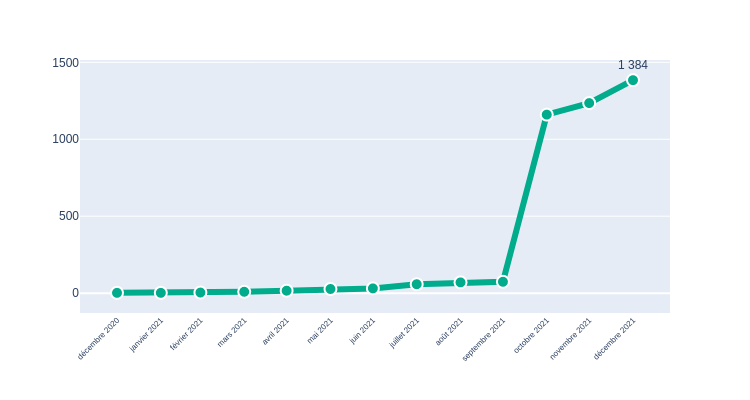 1500
1 384
1000
500
0
décembre 2020
janvier 2021
février 2021
mars 2021
avril 2021
mai 2021
juin 2021
juillet 2021
août 2021
septembre 2021
octobre 2021
novembre 2021
décembre 2021